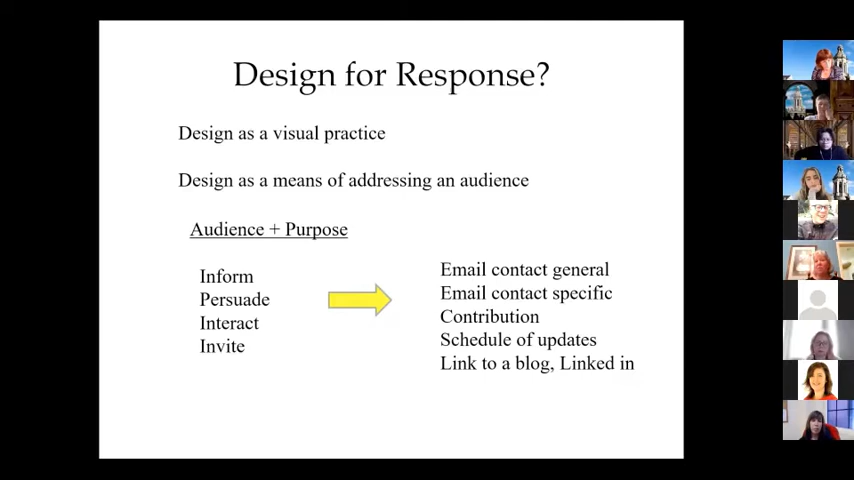 Design for Response?
Design as a visual practice
Design as a means of addressing an audience
Audience + Purpose
Inform
Persuade
Interact
Invite
Email contact general
Email contact specific
Contribution
Schedule of updates
Link to a blog, Linked in